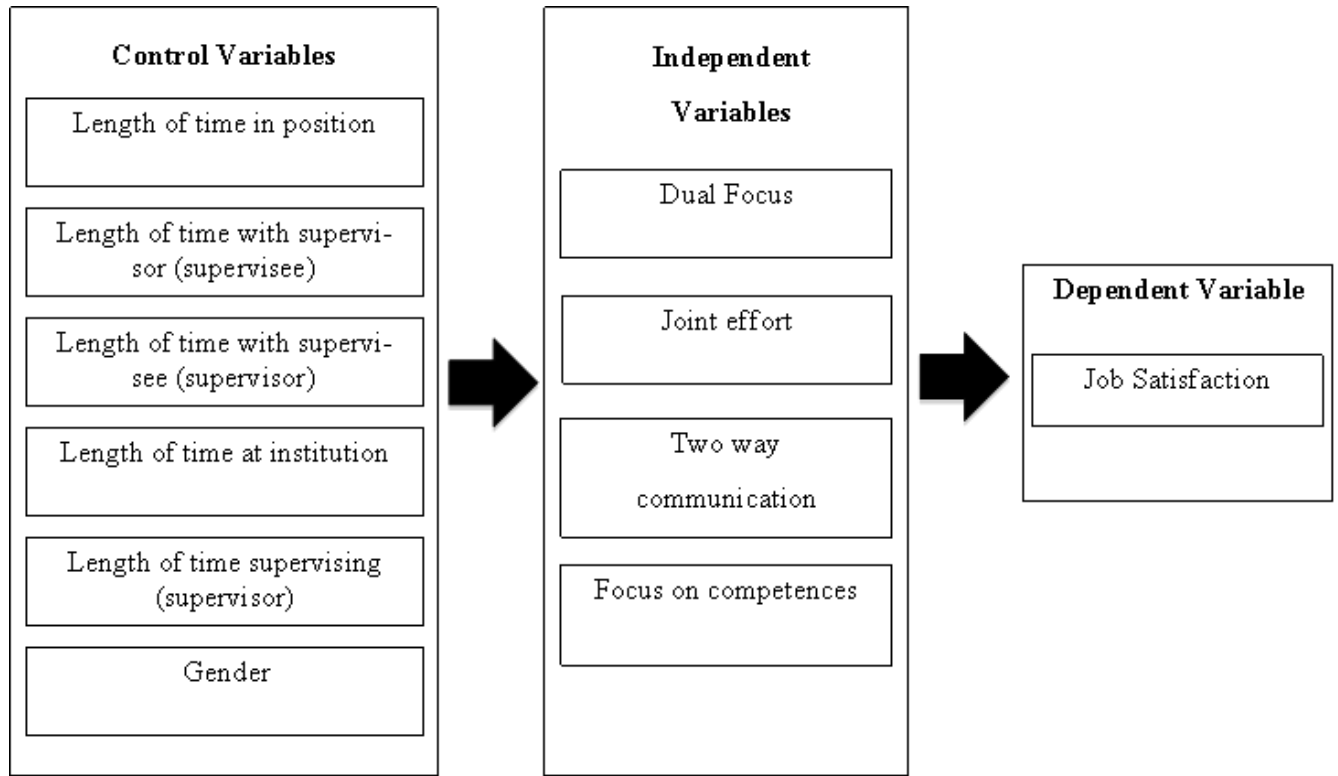 Control Variables
Length of time in position
Length of time with supervi-
sor (supervisee)
Length of time with supervi-
see (supervisor)
Length of time at institution
Length of time supervising
(supervisor)
Gender
Independent
Variables
Dual Focus
Joint effort
Two way
communication
Focus on competences
Dependent Variable
Job Satisfaction